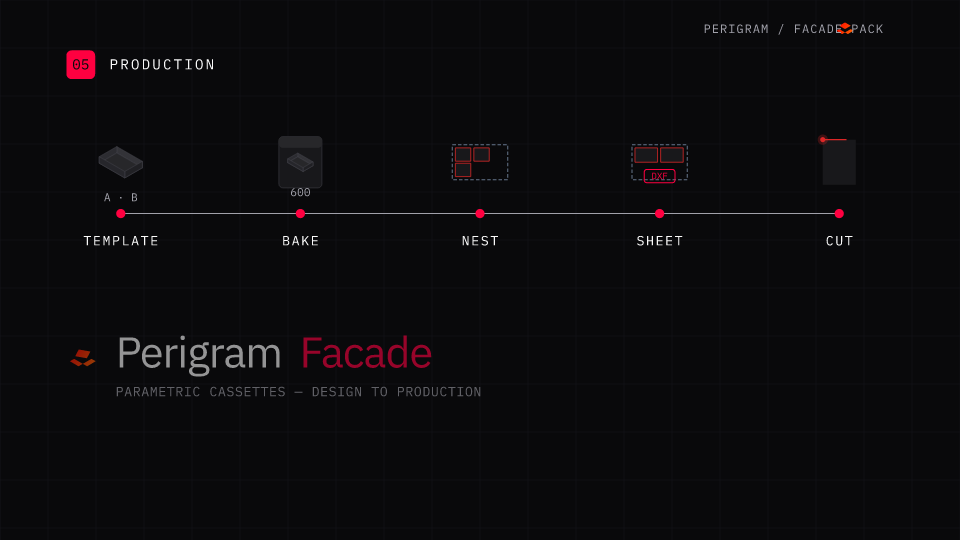 PERIGRAM / FACADE PACK
05 PRODUCTION
A · B
600
DXF
TEMPLATE BAKE NEST SHEET CUT
Perigram Facade
PARAMETRIC CASSETTES — DESIGN TO PRODUCTION